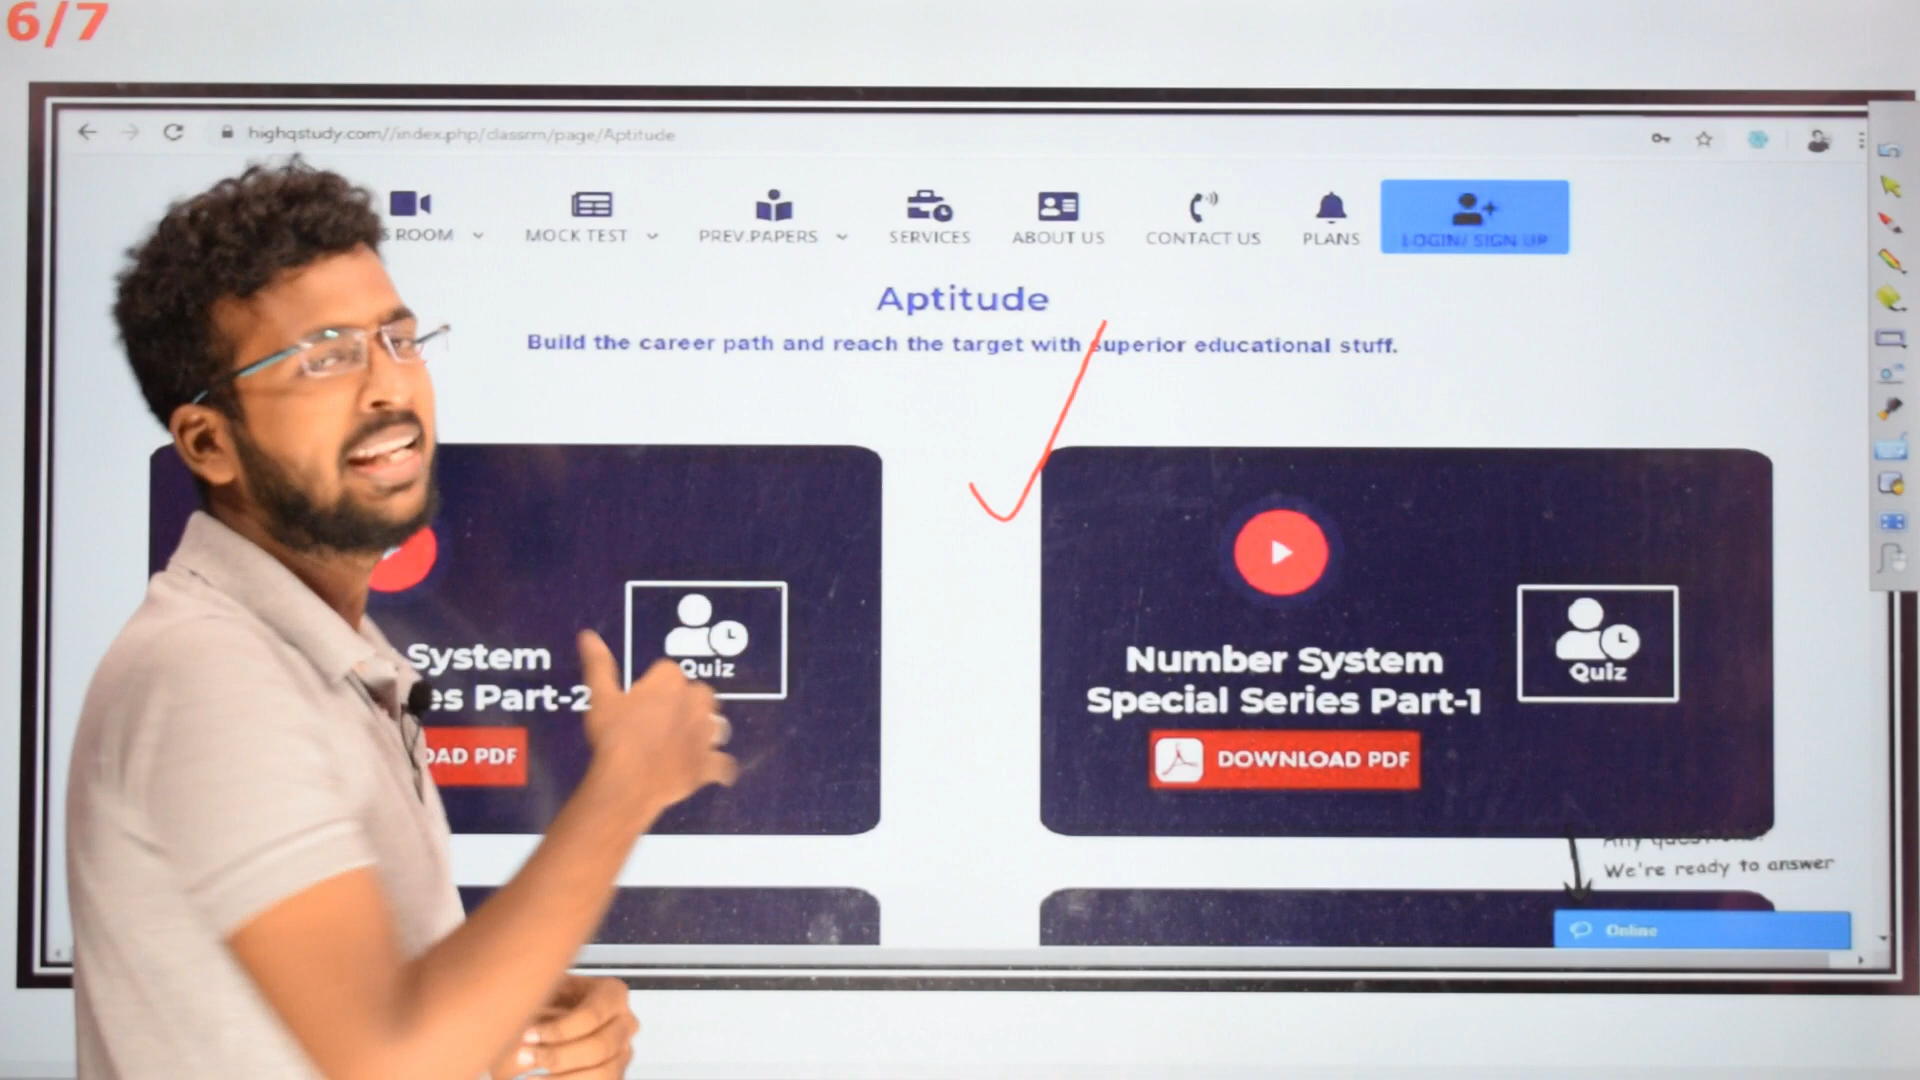 6/7
highqstudy.com//index.php/classrm/page/Aptitude
S ROOM
MOCK TEST
PREV.PAPERS
SERVICES
ABOUT US
CONTACT US
PLANS
LOGIN/ SIGN UP
Aptitude
Build the career path and reach the target with superior educational stuff.
System
es Part-2
OAD PDF
Quiz
Number System
Special Series Part-1
DOWNLOAD PDF
Quiz
Any questions?
We're ready to answer
Online